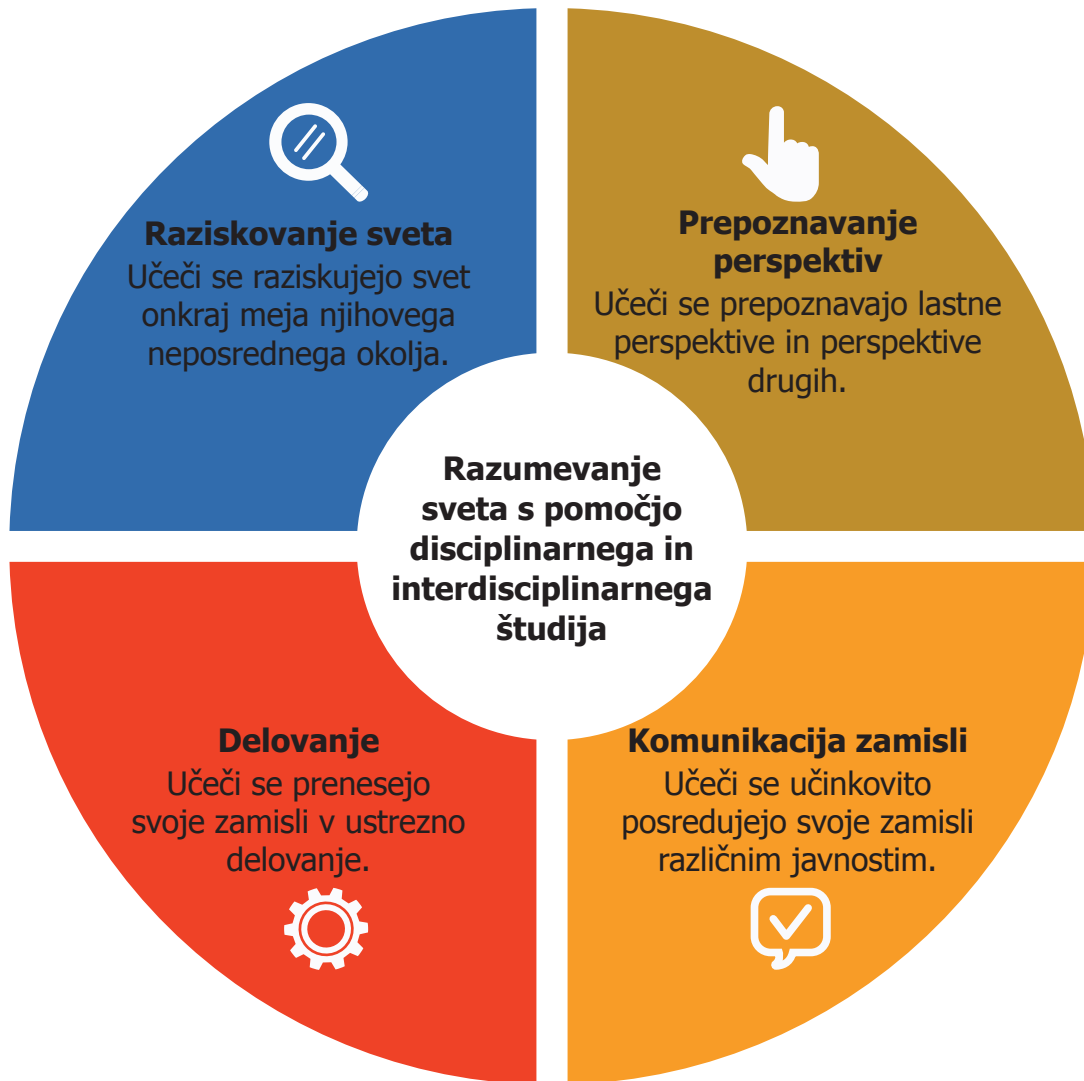 Raziskovanje sveta
Učeči se raziskujejo svet
onkraj meja njihovega
neposrednega okolja.
Prepoznavanje
perspektiv
Učeči se prepoznavajo lastne
perspektive in perspektive
drugih.
Razumevanje
sveta s pomočjo
disciplinarnega in
interdisciplinarnega
študija
Delovanje
Učeči se prenesejo
svoje zamisli v ustrezno
delovanje.
Komunikacija zamisli
Učeči se učinkovito
posredujejo svoje zamisli
različnim javnostim.